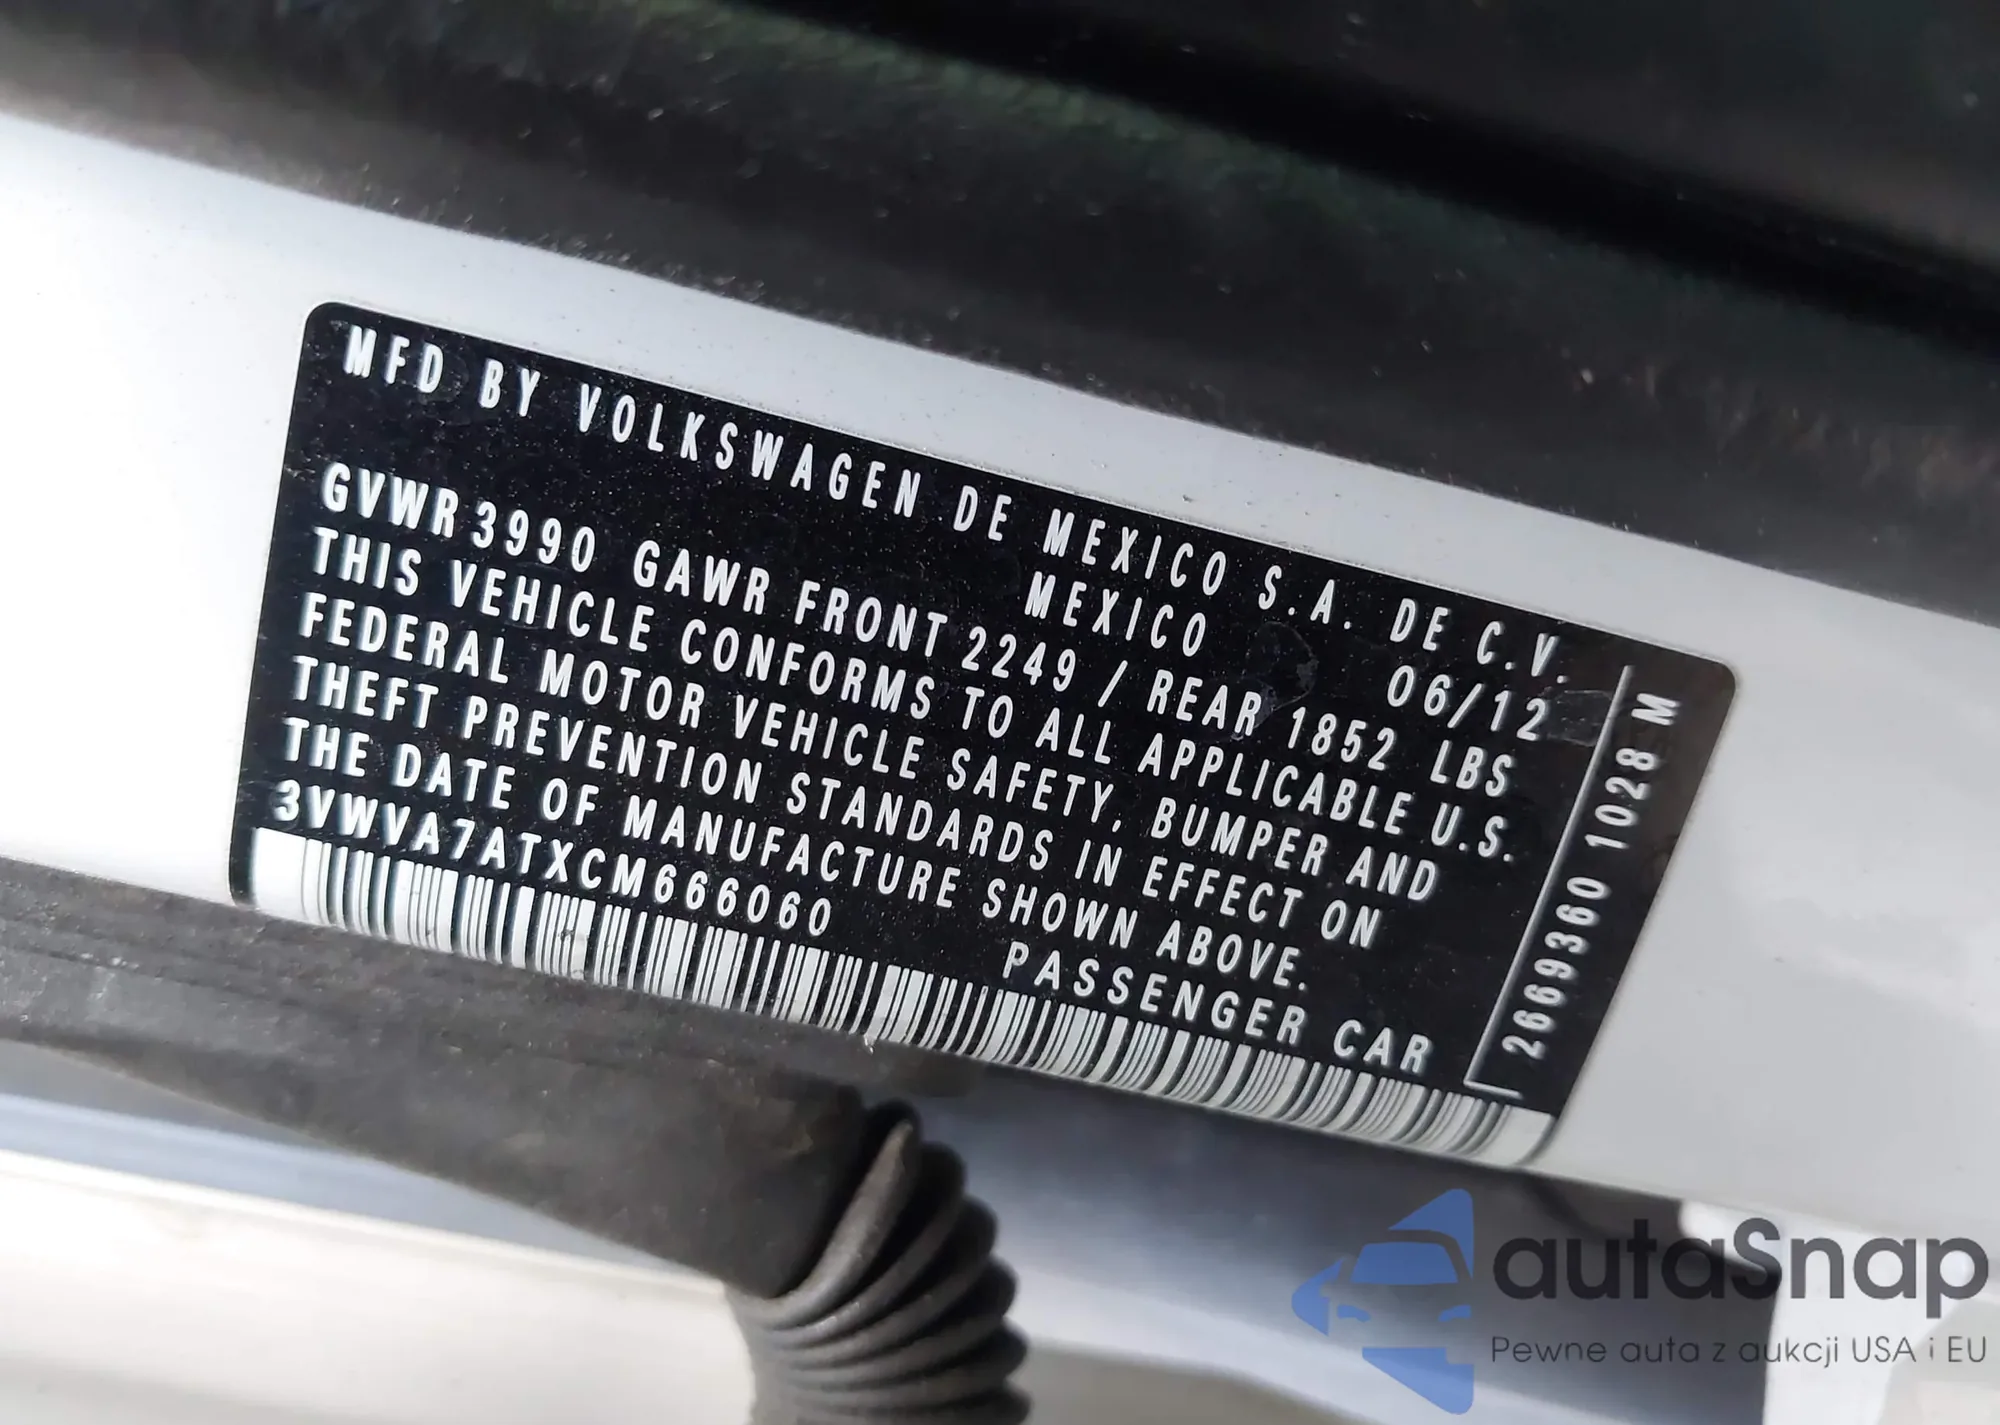 MFD BY VOLKSWAGEN DE MEXICO S.A. DE C.V.
MEXICO 06/12
GVWR 3990 GAWR FRONT 2249 / REAR 1852 LBS
THIS VEHICLE CONFORMS TO ALL APPLICABLE U.S.
FEDERAL MOTOR VEHICLE SAFETY, BUMPER AND
THEFT PREVENTION STANDARDS IN EFFECT ON
THE DATE OF MANUFACTURE SHOWN ABOVE.
3VWVA7ATXCM666060 PASSENGER CAR
2669360 1028 M
autaSnap
Pewne auta z aukcji USA i EU